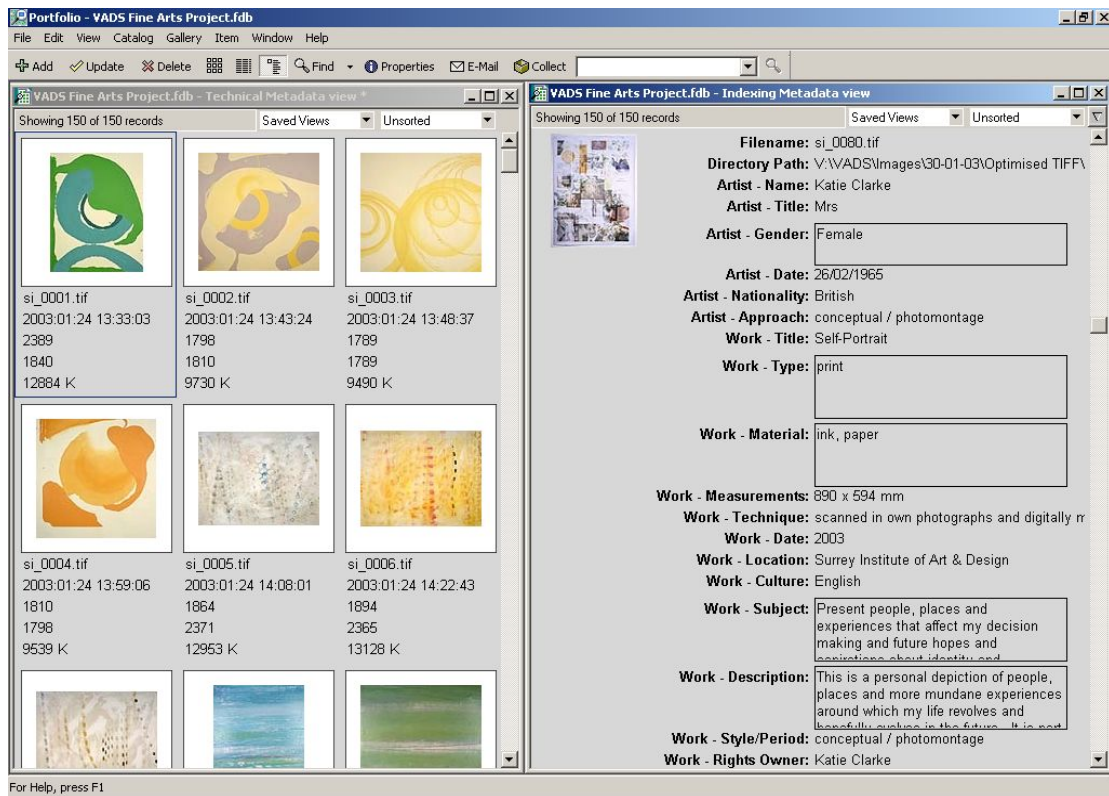 Portfolio - VADS Fine Arts Project.fdb
File Edit View Catalog Gallery Item Window Help
Add Update Delete Find Properties E-Mail Collect
VADS Fine Arts Project.fdb - Technical Metadata view *
Showing 150 of 150 records Saved Views Unsorted
si_0001.tif si_0002.tif si_0003.tif
2003:01:24 13:33:03 2003:01:24 13:43:24 2003:01:24 13:48:37
2389 1798 1789
1840 1810 1789
12884 K 9730 K 9490 K
si_0004.tif si_0005.tif si_0006.tif
2003:01:24 13:59:06 2003:01:24 14:08:01 2003:01:24 14:22:43
1810 1864 1894
1798 2371 2365
9539 K 12953 K 13128 K
VADS Fine Arts Project.fdb - Indexing Metadata view
Showing 150 of 150 records Saved Views Unsorted
Filename: si_0080.tif
Directory Path: V:\VADS\Images\30-01-03\Optimised TIFF\
Artist - Name: Katie Clarke
Artist - Title: Mrs
Artist - Gender: Female
Artist - Date: 26/02/1965
Artist - Nationality: British
Artist - Approach: conceptual / photomontage
Work - Title: Self-Portrait
Work - Type: print
Work - Material: ink, paper
Work - Measurements: 890 x 594 mm
Work - Technique: scanned in own photographs and digitally m
Work - Date: 2003
Work - Location: Surrey Institute of Art & Design
Work - Culture: English
Work - Subject: Present people, places and
experiences that affect my decision
making and future hopes and
aspirations about identity and
Work - Description: This is a personal depiction of people,
places and more mundane experiences
around which my life revolves and
hopefully evolves in the future. It is part
Work - Style/Period: conceptual / photomontage
Work - Rights Owner: Katie Clarke
For Help, press F1